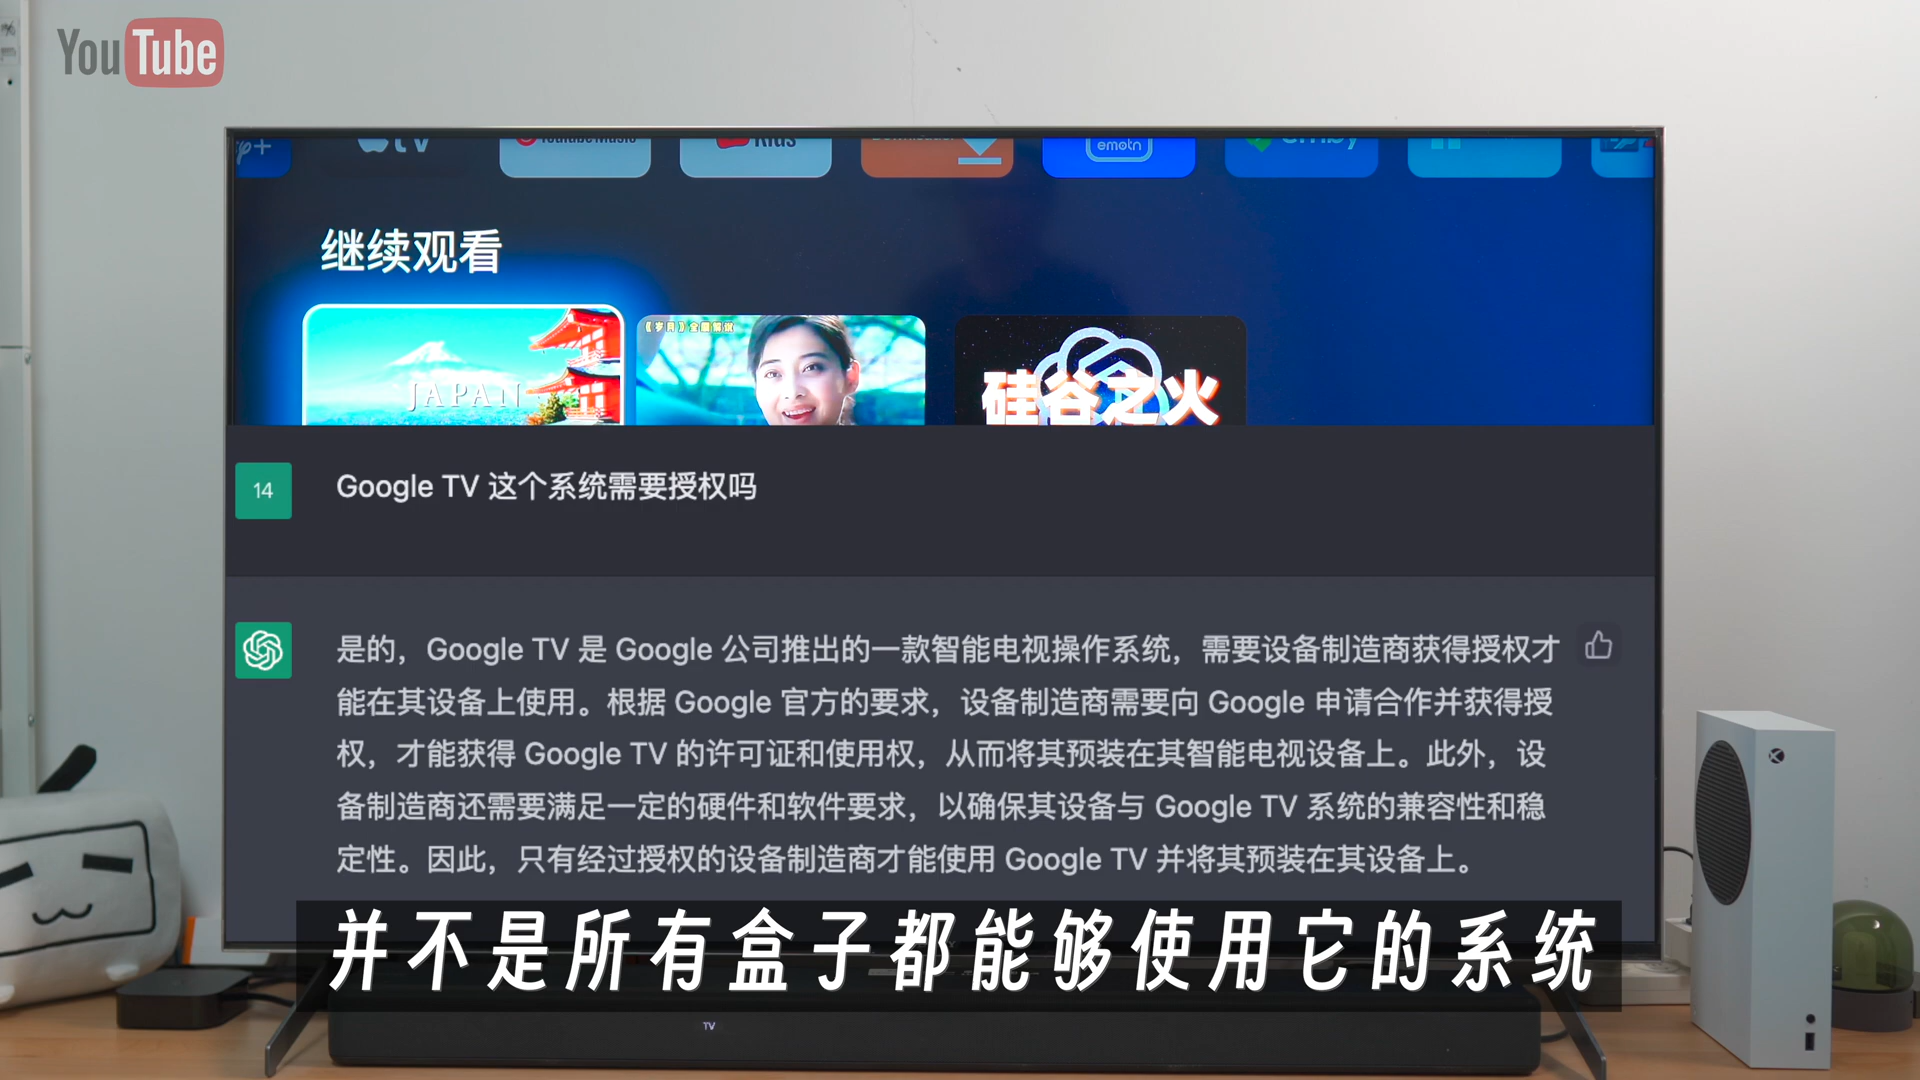 YouTube
tv
Kids
emotn
继续观看
JAPAN
《岁月》全集解说
硅谷之火
14
Google TV 这个系统需要授权吗
是的，Google TV 是 Google 公司推出的一款智能电视操作系统，需要设备制造商获得授权才
能在其设备上使用。根据 Google 官方的要求，设备制造商需要向 Google 申请合作并获得授
权，才能获得 Google TV 的许可证和使用权，从而将其预装在其智能电视设备上。此外，设
备制造商还需要满足一定的硬件和软件要求，以确保其设备与 Google TV 系统的兼容性和稳
定性。因此，只有经过授权的设备制造商才能使用 Google TV 并将其预装在其设备上。
并不是所有盒子都能够使用它的系统
TV